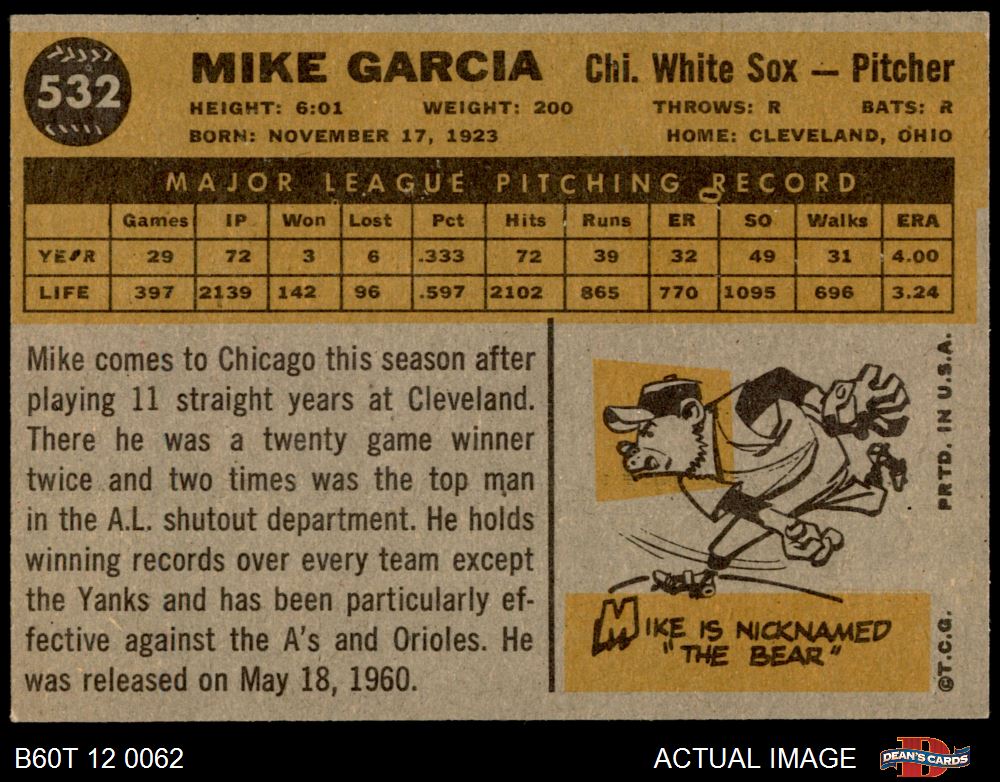 532
MIKE GARCIA Chi. White Sox — Pitcher
HEIGHT: 6:01 WEIGHT: 200 THROWS: R BATS: R
BORN: NOVEMBER 17, 1923 HOME: CLEVELAND, OHIO
MAJOR LEAGUE PITCHING RECORD
Games IP Won Lost Pct Hits Runs ER SO Walks ERA
YEAR 29 72 3 6 .333 72 39 32 49 31 4.00
LIFE 397 2139 142 96 .597 2102 865 770 1095 696 3.24
Mike comes to Chicago this season after
playing 11 straight years at Cleveland.
There he was a twenty game winner
twice and two times was the top man
in the A.L. shutout department. He holds
winning records over every team except
the Yanks and has been particularly ef-
fective against the A's and Orioles. He
was released on May 18, 1960.
MIKE IS NICKNAMED
"THE BEAR"
PRTD. IN U.S.A.
©T.C.G.
B60T 12 0062
ACTUAL IMAGE
DEAN'S CARDS